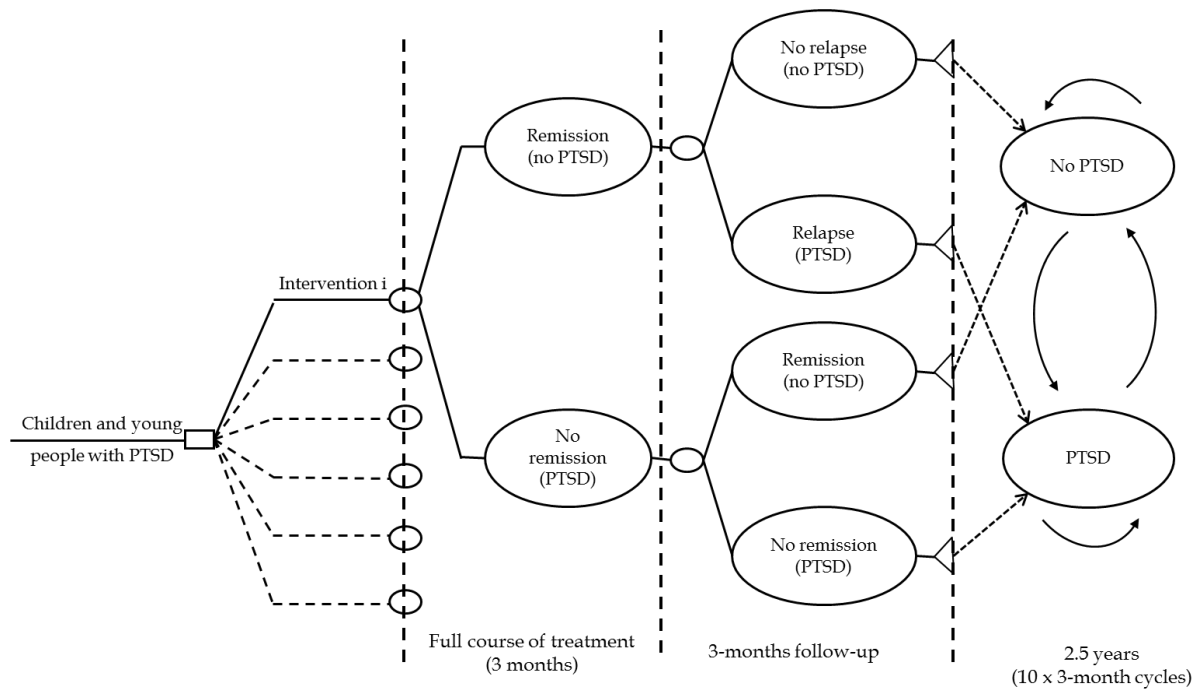 Children and young
people with PTSD
Intervention i
Remission
(no PTSD)
No
remission
(PTSD)
Full course of treatment
(3 months)
No relapse
(no PTSD)
Relapse
(PTSD)
Remission
(no PTSD)
No remission
(PTSD)
3-months follow-up
No PTSD
PTSD
2.5 years
(10 x 3-month cycles)